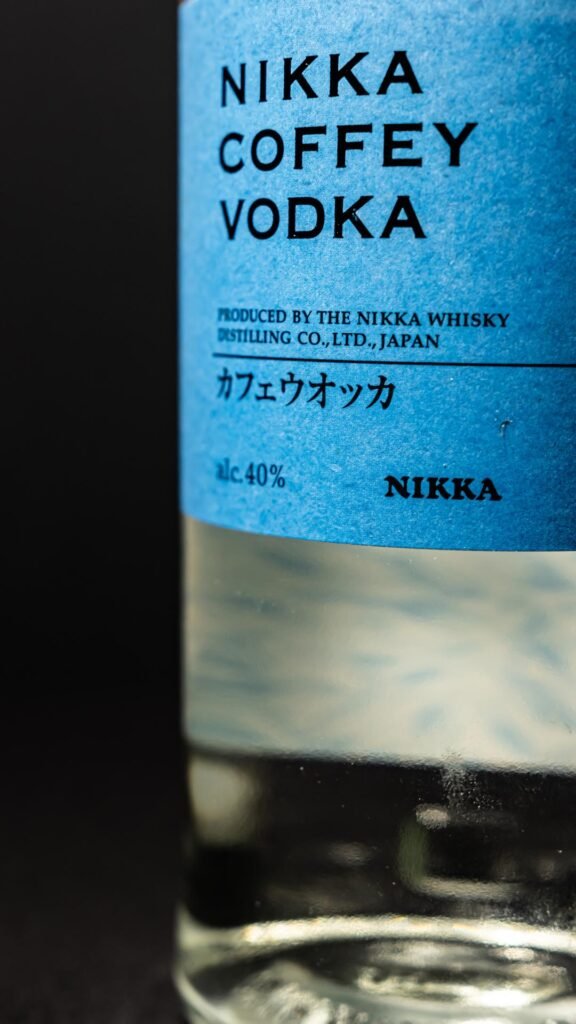 NIKKA
COFFEY
VODKA
PRODUCED BY THE NIKKA WHISKY
DISTILLING CO.,LTD.,JAPAN
カフェウオッカ
alc.40%
NIKKA